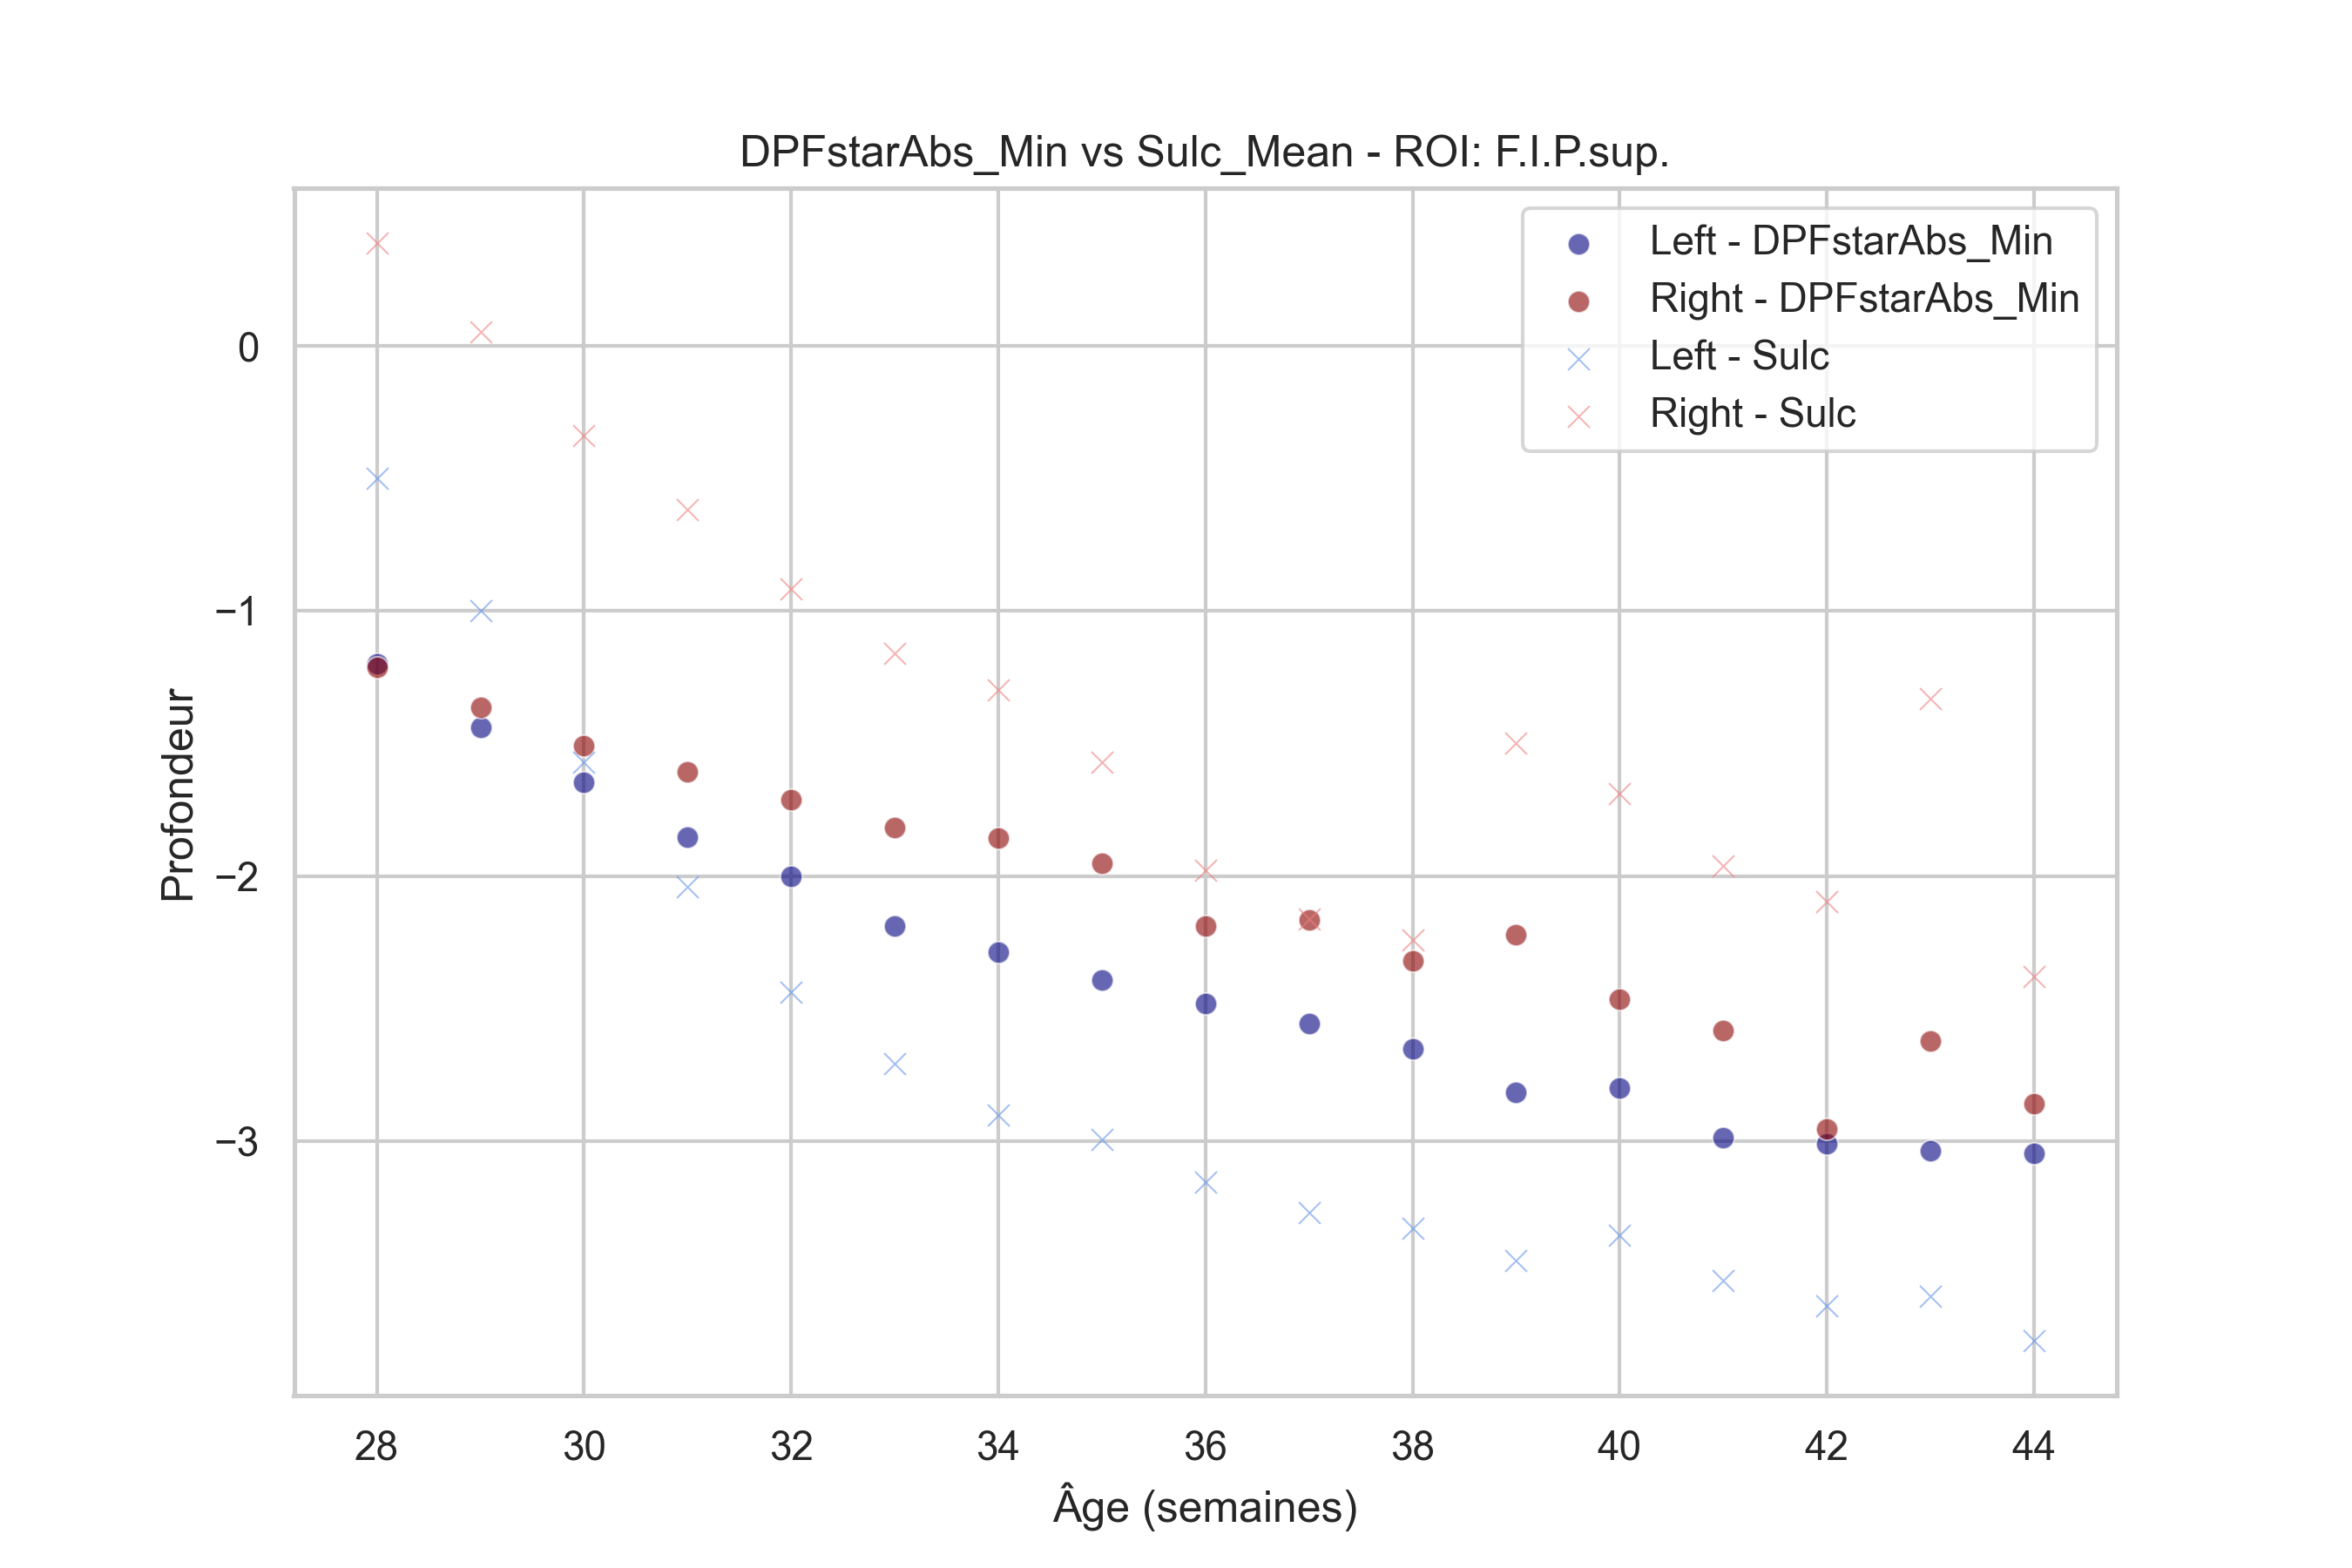 DPFstarAbs_Min vs Sulc_Mean - ROI: F.I.P.sup.
Left - DPFstarAbs_Min
Right - DPFstarAbs_Min
Left - Sulc
Right - Sulc
Profondeur
0
−1
−2
−3
28 30 32 34 36 38 40 42 44
Âge (semaines)